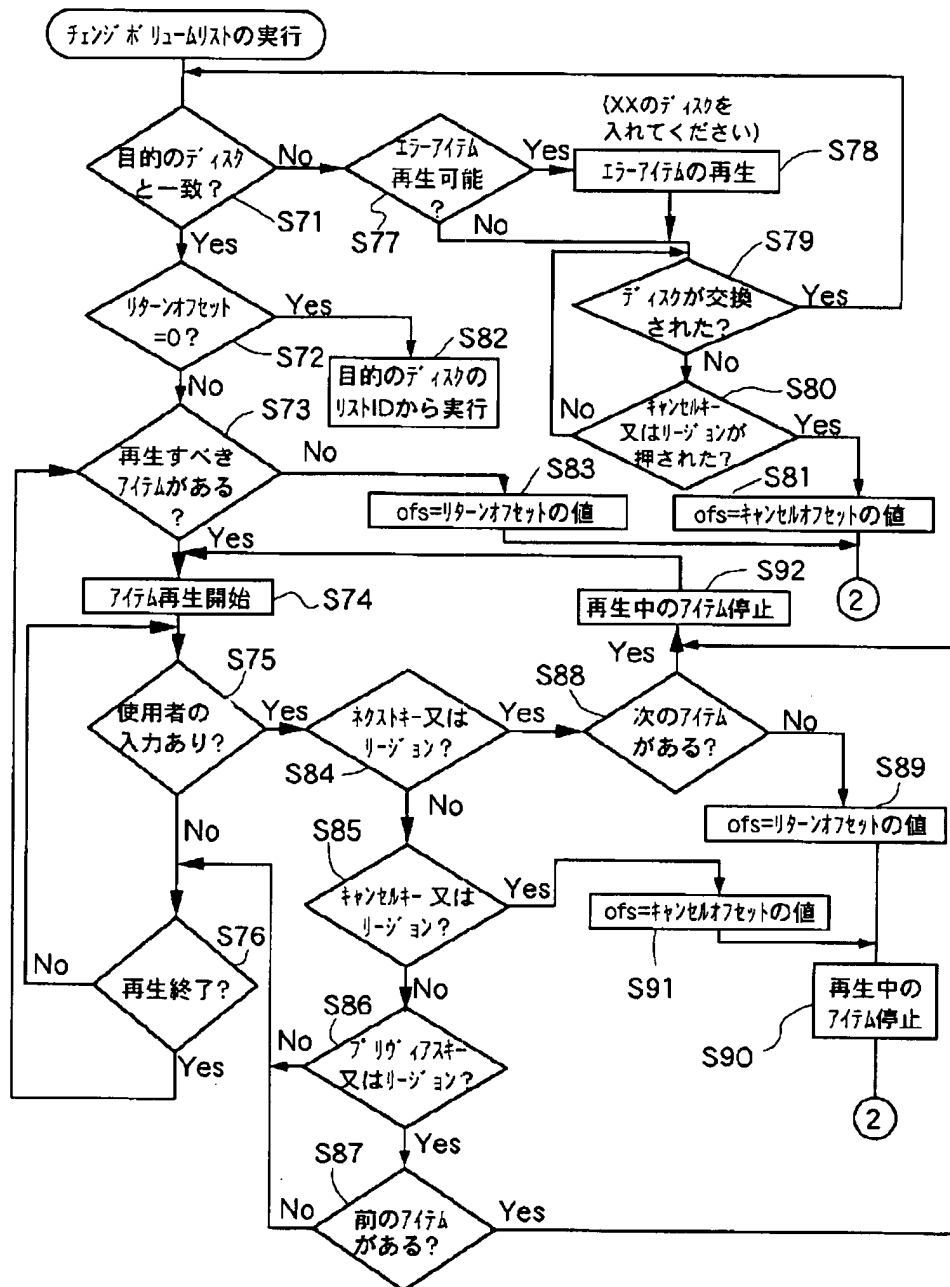 チェンジボリュームリストの実行
目的のディスク
と一致？
S71
No
Yes
エラーアイテム
再生可能
？
S77
Yes
No
(XXのディスクを
入れてください)
エラーアイテムの再生
S78
S79
ディスクが交換
された？
Yes
No
リターンオフセット
=0？
S72
Yes
No
S82
目的のディスクの
リストIDから実行
S80
キャンセルキー
又はリージョンが
押された？
No
Yes
S73
再生すべき
アイテムがある
？
No
Yes
S83
ofs=リターンオフセットの値
S81
ofs=キャンセルオフセットの値
2
アイテム再生開始
S74
S92
再生中のアイテム停止
Yes
S75
使用者の
入力あり？
Yes
No
ネクストキー又は
リージョン？
S84
Yes
No
S88
次のアイテム
がある？
No
S89
ofs=リターンオフセットの値
S85
キャンセルキー又は
リージョン？
Yes
No
ofs=キャンセルオフセットの値
S91
S76
再生終了？
No
Yes
再生中の
アイテム停止
S90
2
S86
プリヴィアスキー
又はリージョン？
No
Yes
S87
前のアイテム
がある？
No
Yes